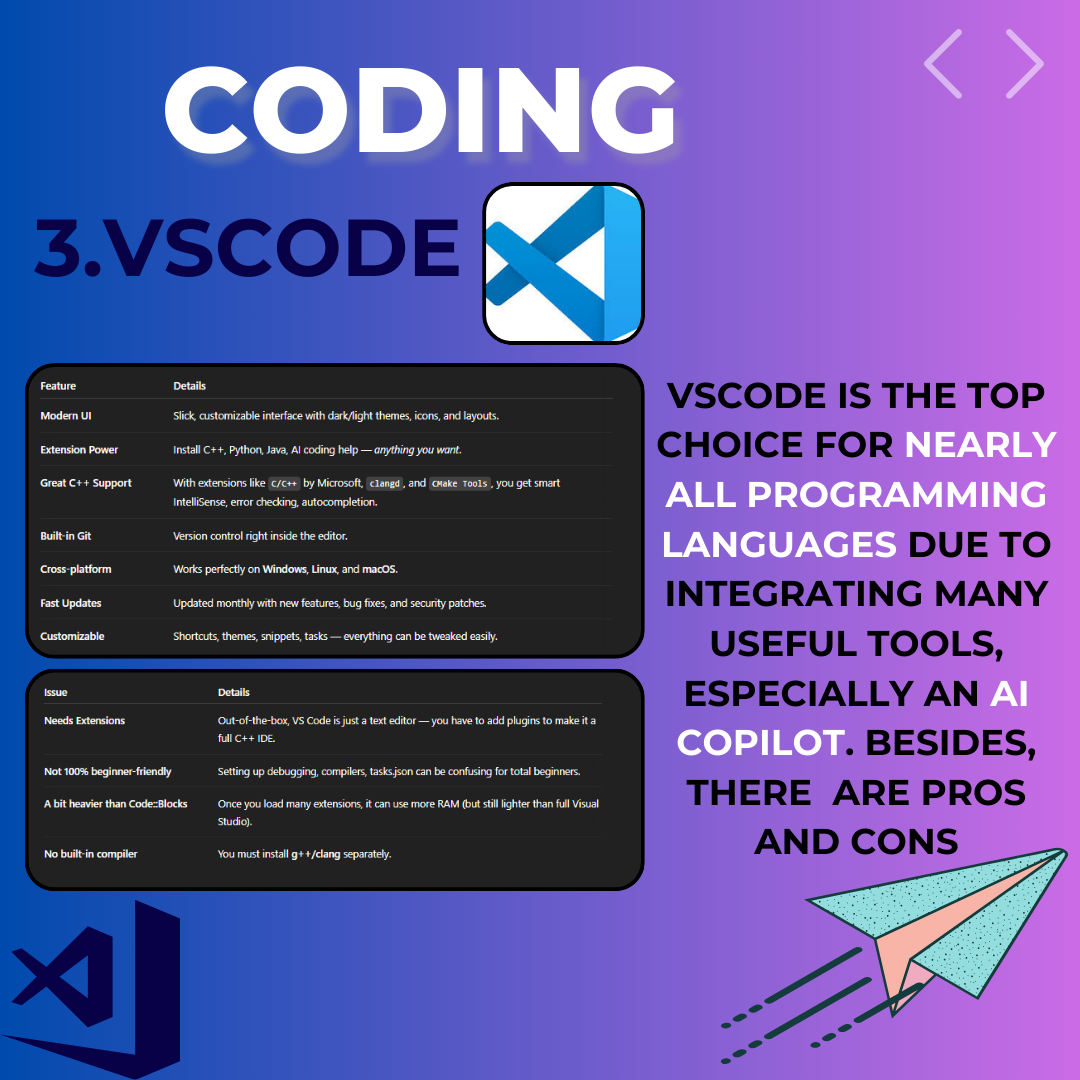 CODING
3.VSCODE
Feature Details
Modern UI Slick, customizable interface with dark/light themes, icons, and layouts.
Extension Power Install C++, Python, Java, AI coding help — anything you want.
Great C++ Support With extensions like C/C++ by Microsoft, clangd, and CMake Tools, you get smart
IntelliSense, error checking, autocompletion.
Built-in Git Version control right inside the editor.
Cross-platform Works perfectly on Windows, Linux, and macOS.
Fast Updates Updated monthly with new features, bug fixes, and security patches.
Customizable Shortcuts, themes, snippets, tasks — everything can be tweaked easily.
Issue Details
Needs Extensions Out-of-the-box, VS Code is just a text editor — you have to add plugins to make it a
full C++ IDE.
Not 100% beginner-friendly Setting up debugging, compilers, tasks.json can be confusing for total beginners.
A bit heavier than Code::Blocks Once you load many extensions, it can use more RAM (but still lighter than full Visual
Studio).
No built-in compiler You must install g++/clang separately.
VSCODE IS THE TOP
CHOICE FOR NEARLY
ALL PROGRAMMING
LANGUAGES DUE TO
INTEGRATING MANY
USEFUL TOOLS,
ESPECIALLY AN AI
COPILOT. BESIDES,
THERE ARE PROS
AND CONS